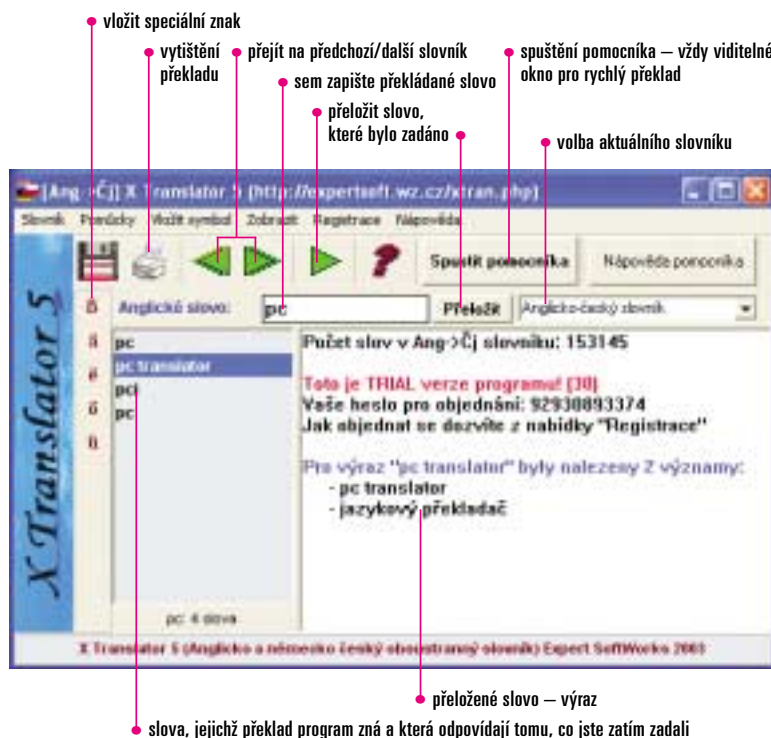 vložit speciální znak
vytištění
překladu
přejít na předchozí/další slovník
spuštění pomocníka – vždy viditelné
okno pro rychlý překlad
sem zapište překládané slovo
přeložit slovo,
které bylo zadáno
volba aktuálního slovníku
[Ang->Čj] X Translator 5 (http://expertsoft.wz.cz/xtran.php)
Slovník Pomůcky Vložit symbol Zobrazit Registrace Nápověda
Spustit pomocníka Nápověda pomocníka
Anglické slovo: pc Přeložit Anglicko-český slovník
X Translator 5
pc
pc translator
pci
pc
Počet slov v Ang->Čj slovníku: 153145
Toto je TRIAL verze programu! (30)
Vaše heslo pro objednání: 92930893374
Jak objednat se dozvíte z nabídky "Registrace"
Pro výraz "pc translator" byly nalezeny 2 významy:
- pc translator
- jazykový překladač
pc: 4 slova
X Translator 5 (Anglicko a německo český oboustranný slovník) Expert SoftWorks 2003
přeložené slovo – výraz
slova, jejichž překlad program zná a která odpovídají tomu, co jste zatím zadali